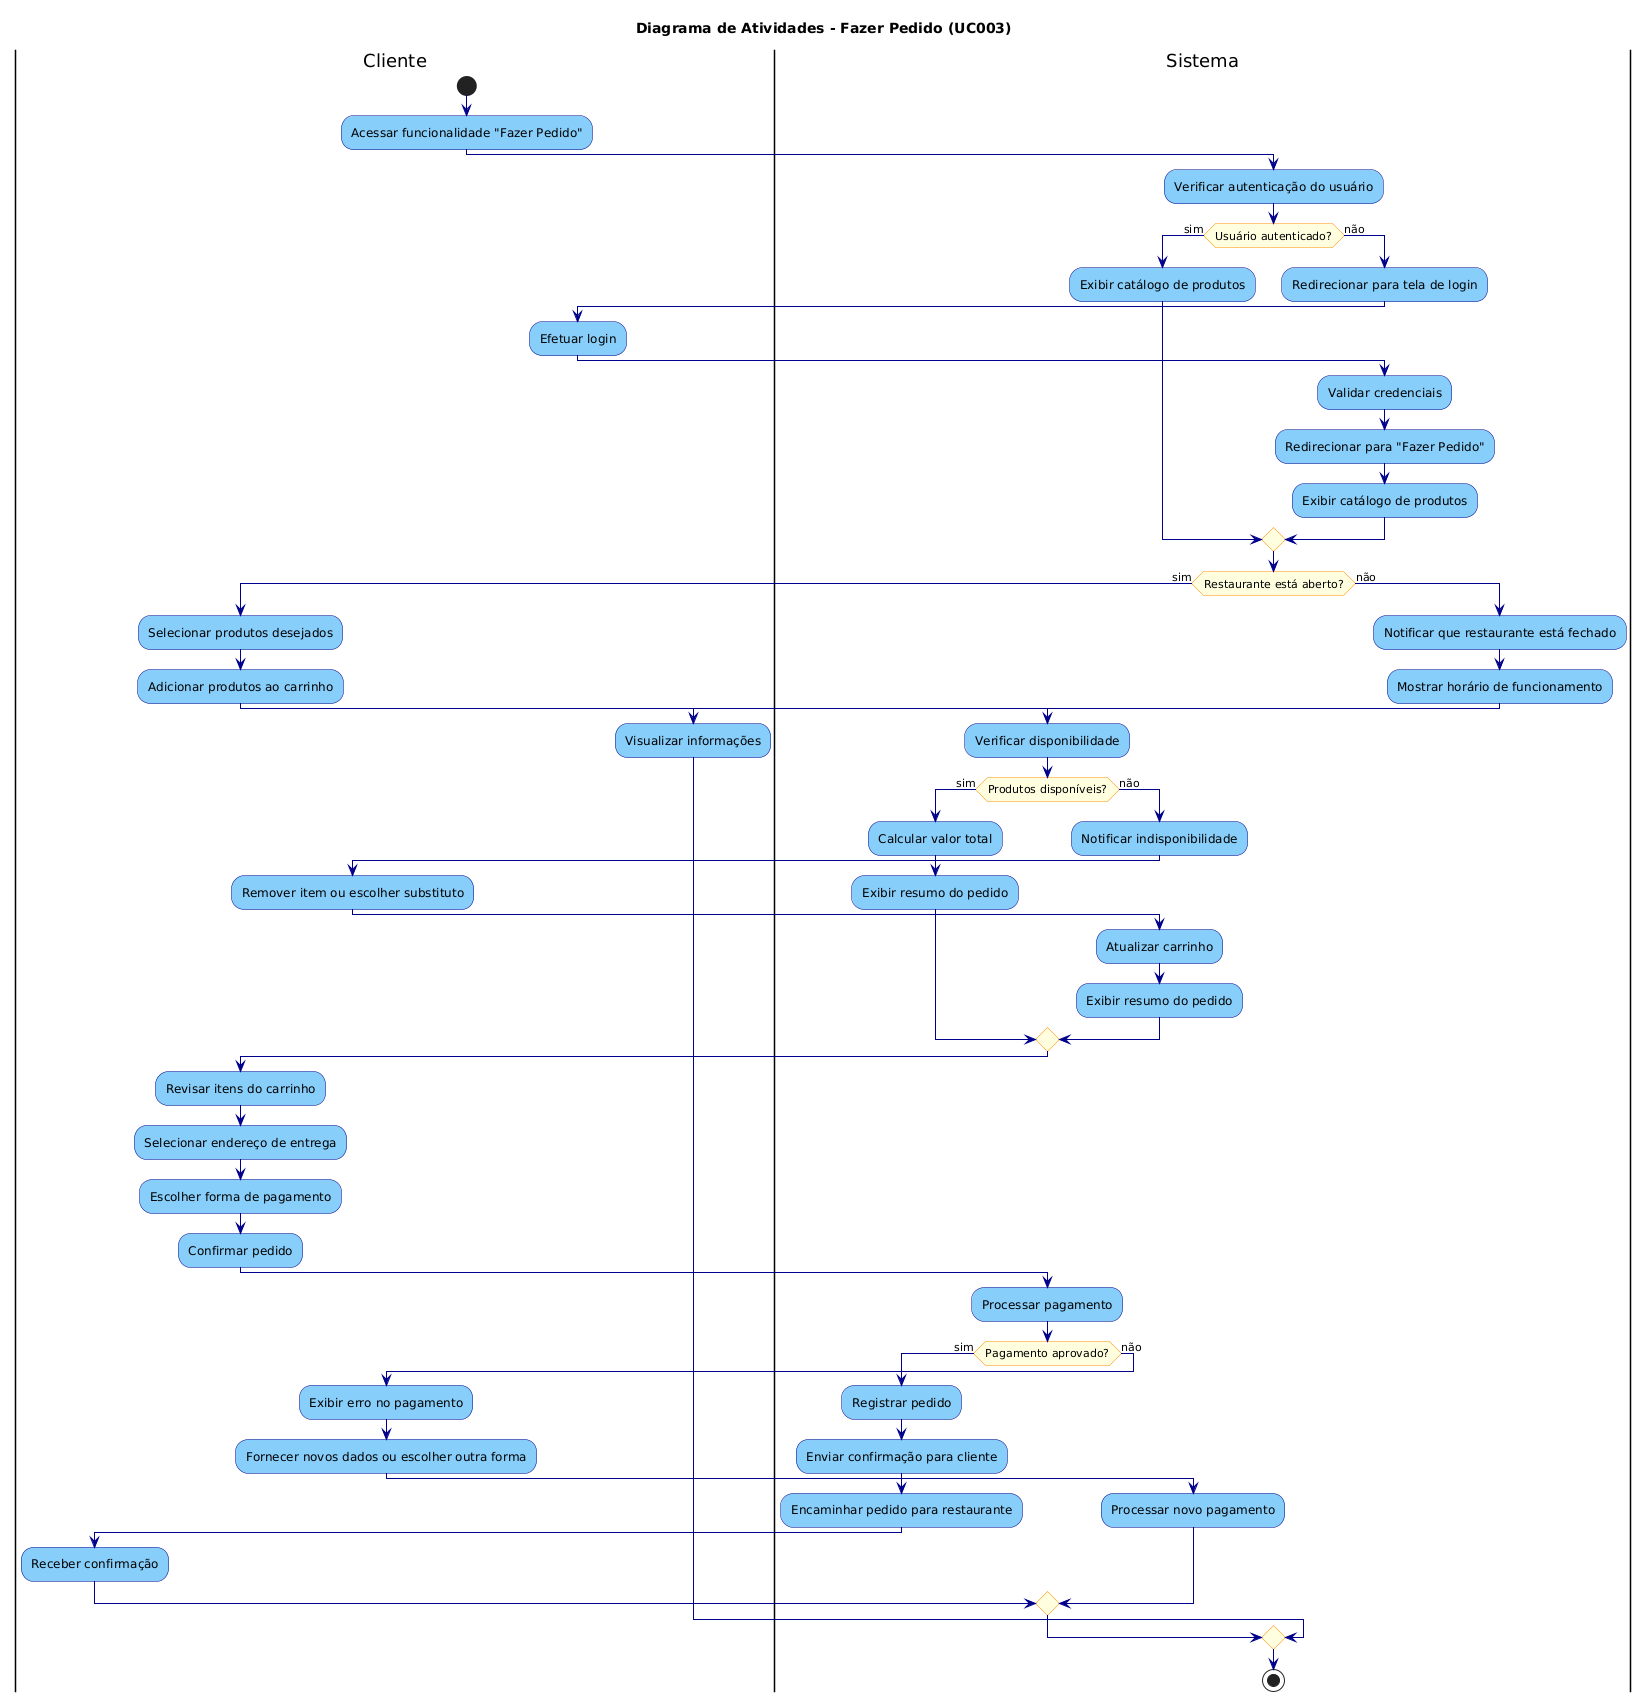 Diagrama de Atividades - Fazer Pedido (UC003)
Cliente
Sistema
Acessar funcionalidade "Fazer Pedido"
Verificar autenticação do usuário
sim
Usuário autenticado?
não
Exibir catálogo de produtos
Redirecionar para tela de login
Efetuar login
Validar credenciais
Redirecionar para "Fazer Pedido"
Exibir catálogo de produtos
sim
Restaurante está aberto?
não
Selecionar produtos desejados
Notificar que restaurante está fechado
Adicionar produtos ao carrinho
Mostrar horário de funcionamento
Visualizar informações
Verificar disponibilidade
sim
Produtos disponíveis?
não
Calcular valor total
Notificar indisponibilidade
Remover item ou escolher substituto
Exibir resumo do pedido
Atualizar carrinho
Exibir resumo do pedido
Revisar itens do carrinho
Selecionar endereço de entrega
Escolher forma de pagamento
Confirmar pedido
Processar pagamento
sim
Pagamento aprovado?
não
Exibir erro no pagamento
Registrar pedido
Fornecer novos dados ou escolher outra forma
Enviar confirmação para cliente
Encaminhar pedido para restaurante
Processar novo pagamento
Receber confirmação